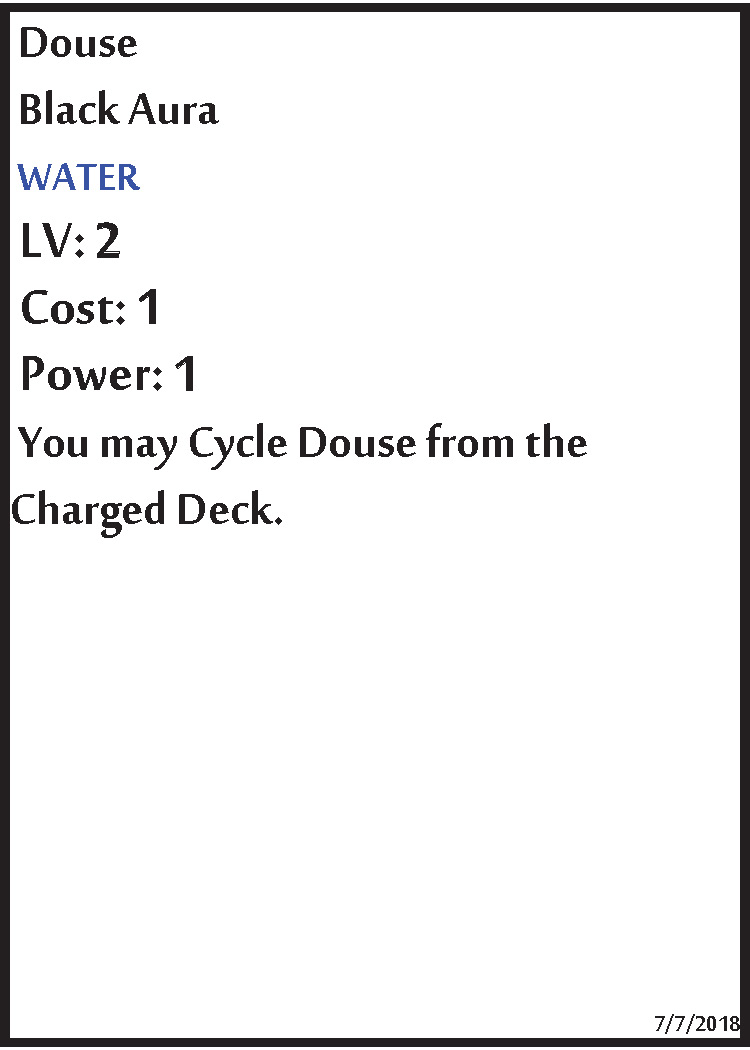 Douse
Black Aura
WATER
LV: 2
Cost: 1
Power: 1
You may Cycle Douse from the
Charged Deck.
7/7/2018